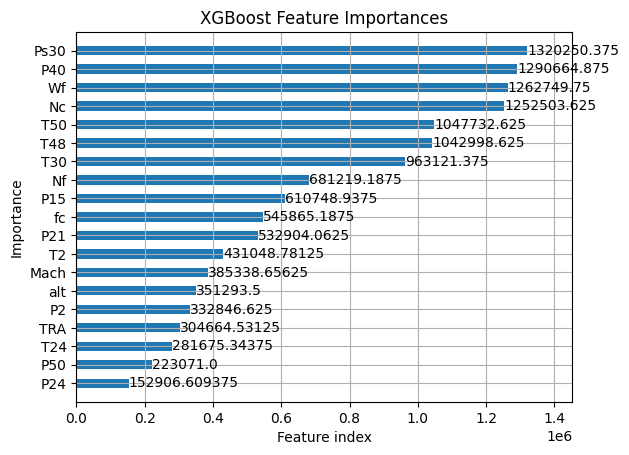 XGBoost Feature Importances
Importance
Ps30 1320250.375
P40 1290664.875
Wf 1262749.75
Nc 1252503.625
T50 1047732.625
T48 1042998.625
T30 963121.375
Nf 681219.1875
P15 610748.9375
fc 545865.1875
P21 532904.0625
T2 431048.78125
Mach 385338.65625
alt 351293.5
P2 332846.625
TRA 304664.53125
T24 281675.34375
P50 223071.0
P24 152906.609375
0.0 0.2 0.4 0.6 0.8 1.0 1.2 1.4
1e6
Feature index